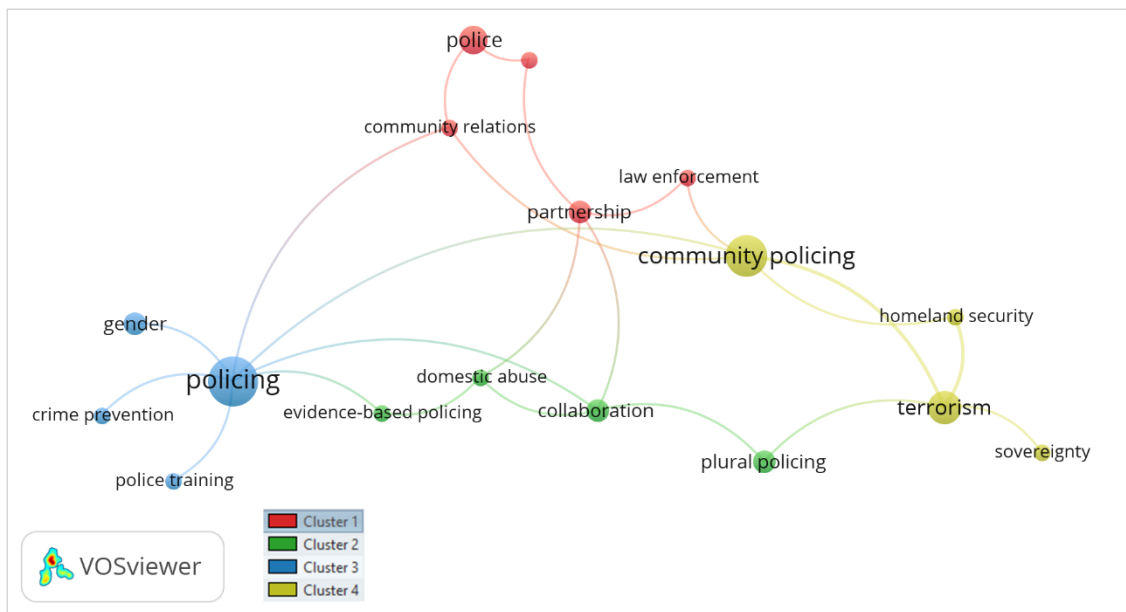 police
community relations
law enforcement
partnership
community policing
homeland security
gender
policing
domestic abuse
crime prevention
evidence-based policing
collaboration
terrorism
sovereignty
plural policing
police training
Cluster 1
Cluster 2
Cluster 3
Cluster 4
VOSviewer